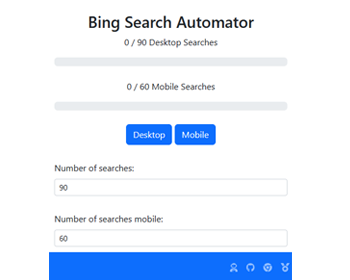 Bing Search Automator
0 / 90 Desktop Searches
0 / 60 Mobile Searches
Desktop Mobile
Number of searches:
90
Number of searches mobile:
60